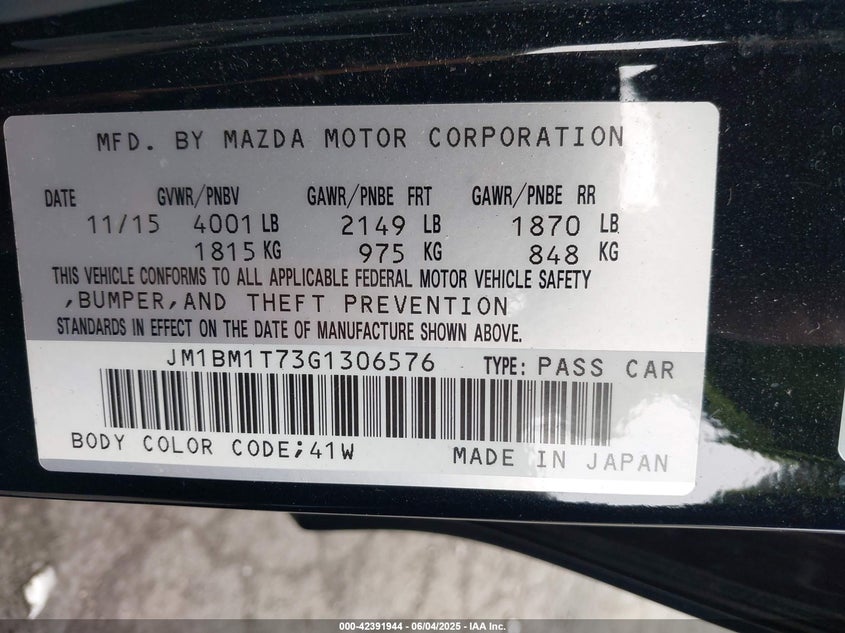 MFD. BY MAZDA MOTOR CORPORATION
DATE GVWR/PNBV GAWR/PNBE FRT GAWR/PNBE RR
11/15 4001 LB 2149 LB 1870 LB
1815 KG 975 KG 848 KG
THIS VEHICLE CONFORMS TO ALL APPLICABLE FEDERAL MOTOR VEHICLE SAFETY
,BUMPER,AND THEFT PREVENTION
STANDARDS IN EFFECT ON THE DATE OF MANUFACTURE SHOWN ABOVE.
JM1BM1T73G1306576 TYPE: PASS CAR
BODY COLOR CODE;41W MADE IN JAPAN
000-42391944 - 06/04/2025 - IAA Inc.